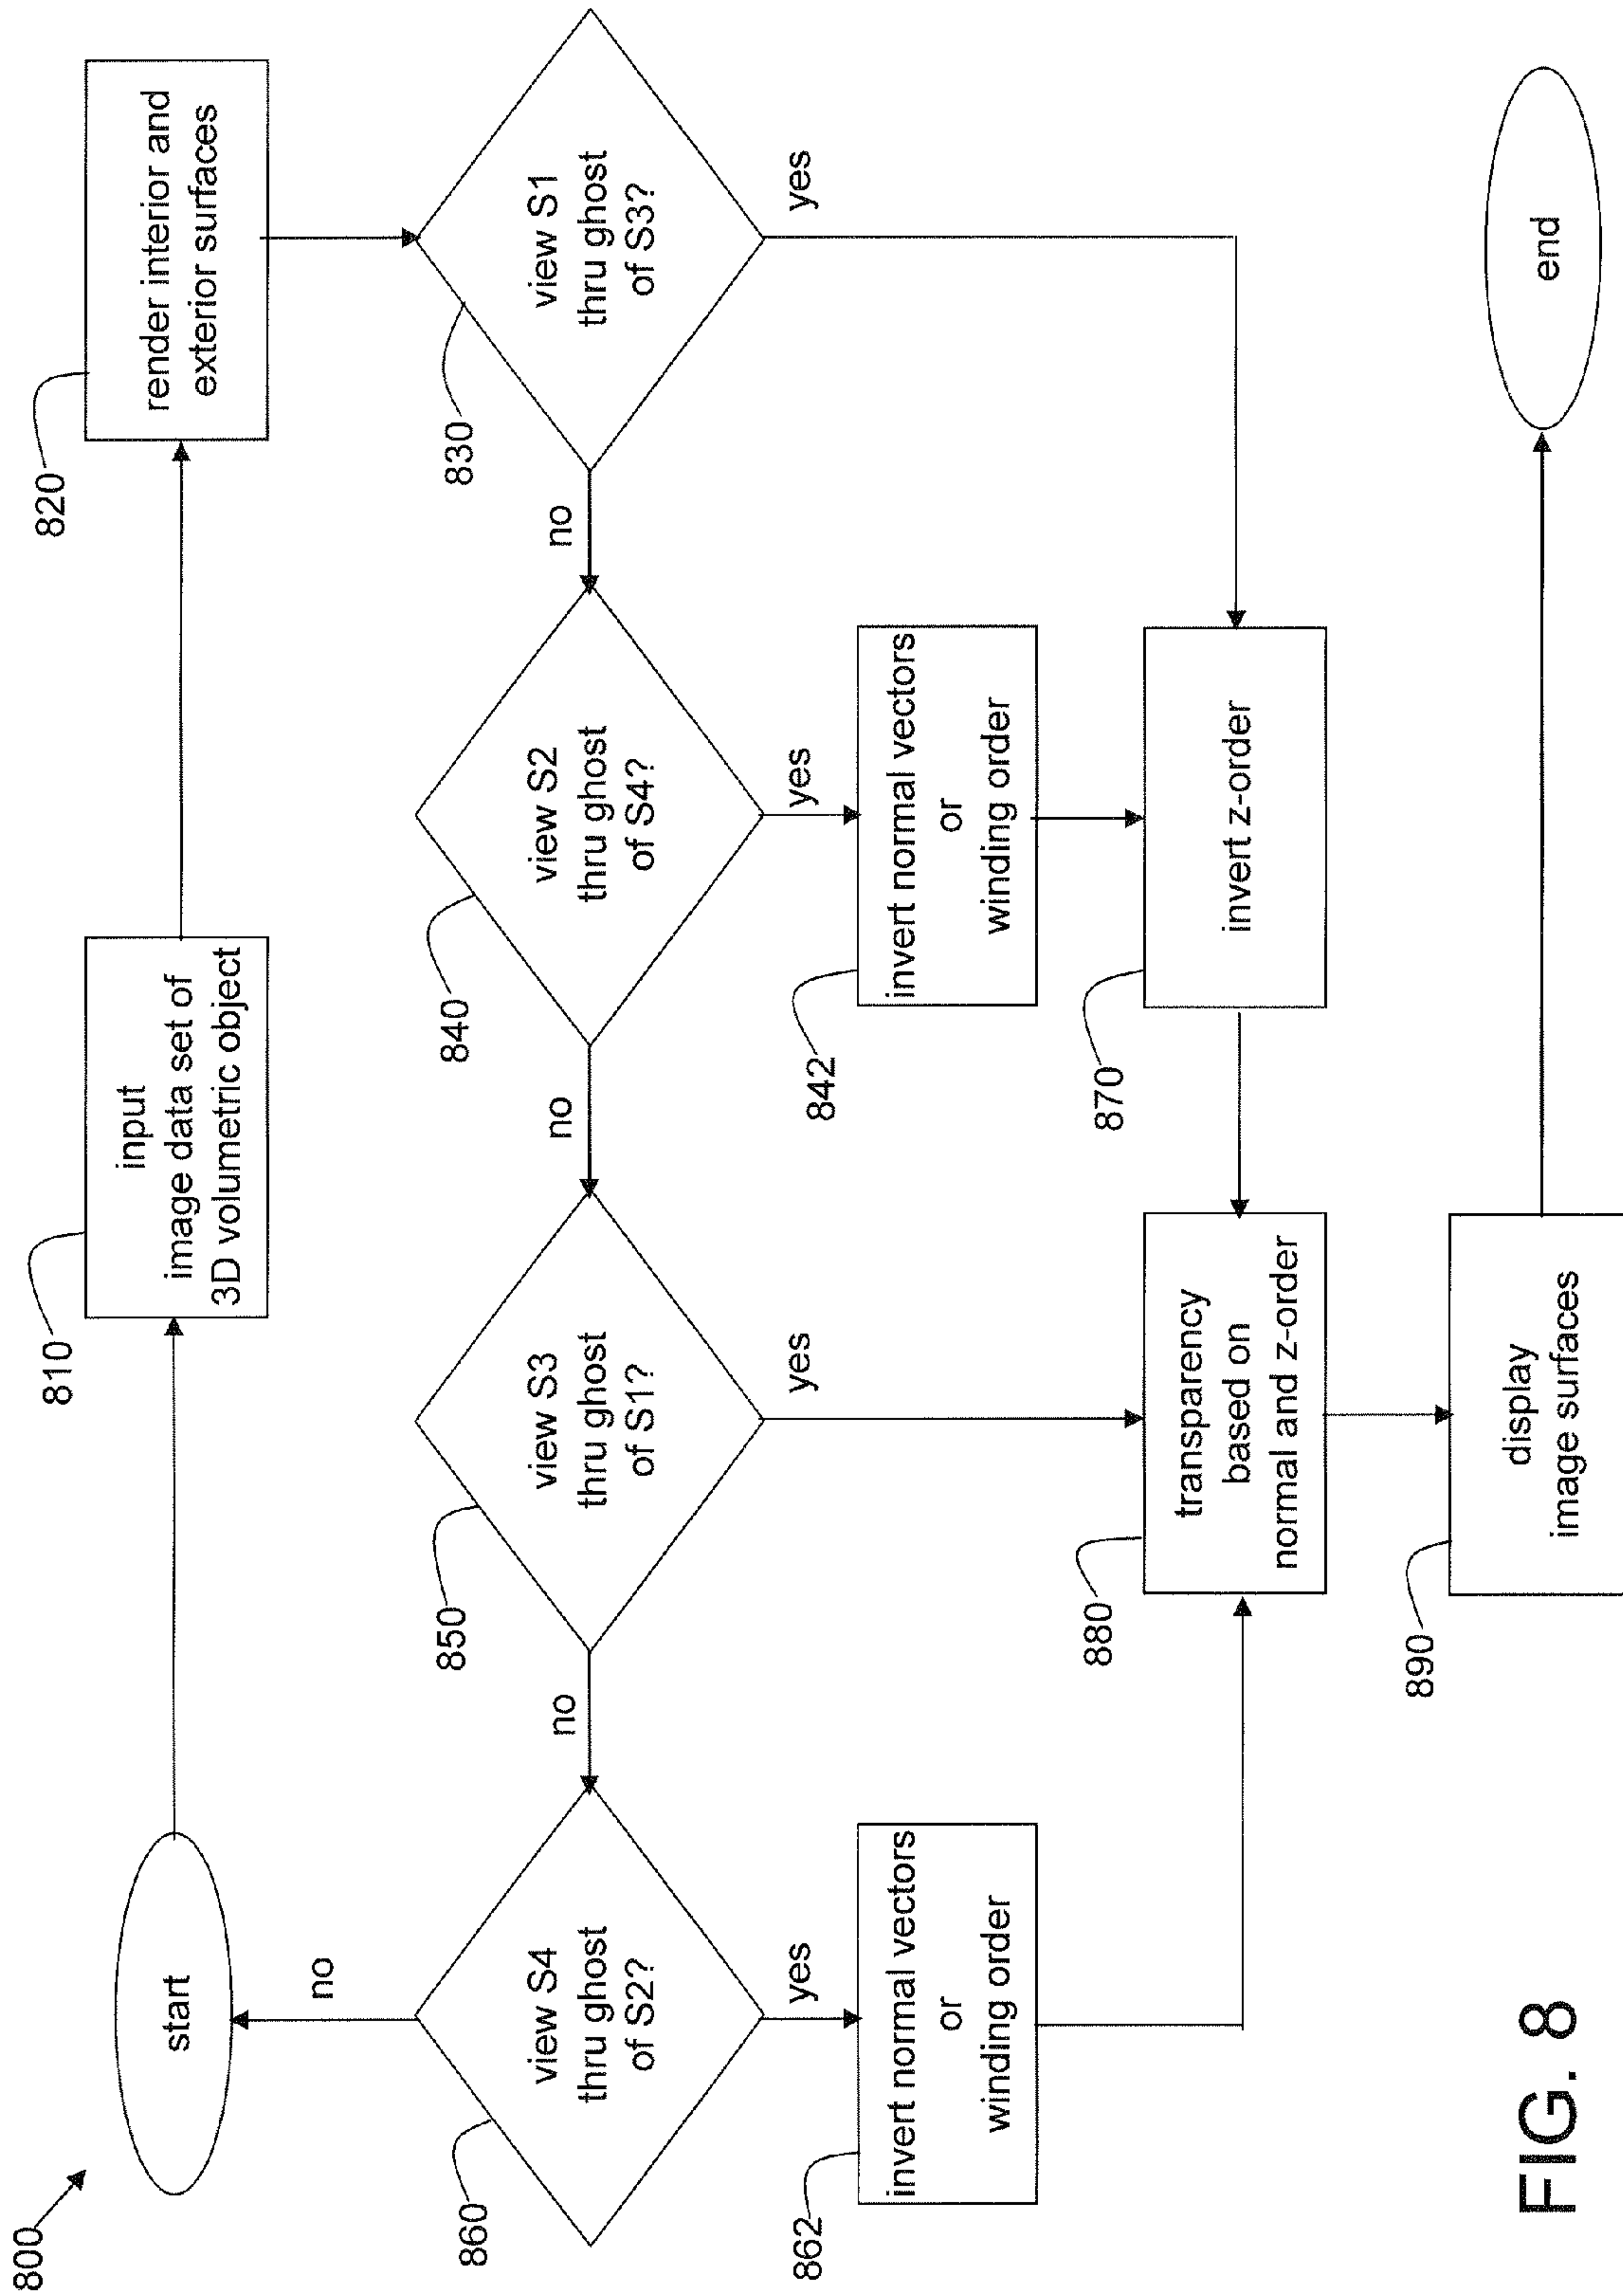 800
start
810
input
image data set of
3D volumetric object
820
render interior and
exterior surfaces
no
860
view S4
thru ghost
of S2?
no
850
view S3
thru ghost
of S1?
no
840
view S2
thru ghost
of S4?
no
830
view S1
thru ghost
of S3?
yes
yes
yes
yes
862
invert normal vectors
or
winding order
842
invert normal vectors
or
winding order
880
transparency
based on
normal and z-order
870
invert z-order
890
display
image surfaces
end
FIG. 8